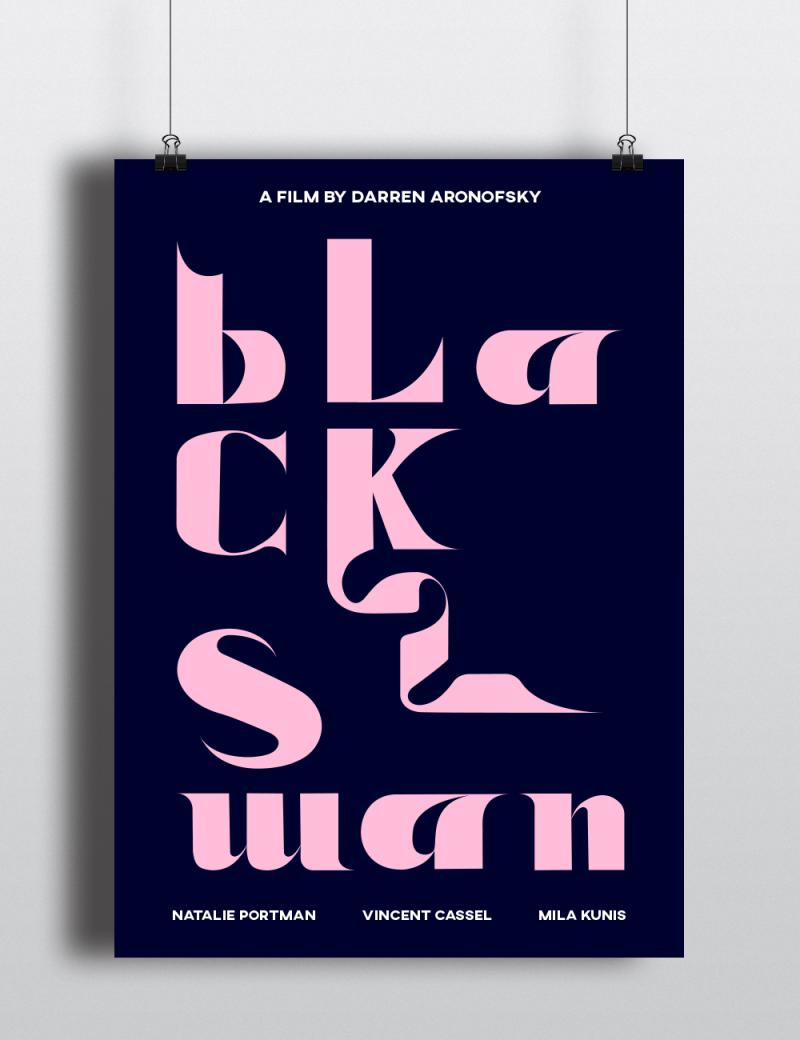 A FILM BY DARREN ARONOFSKY
bLa
CK
S
wan
NATALIE PORTMAN VINCENT CASSEL MILA KUNIS